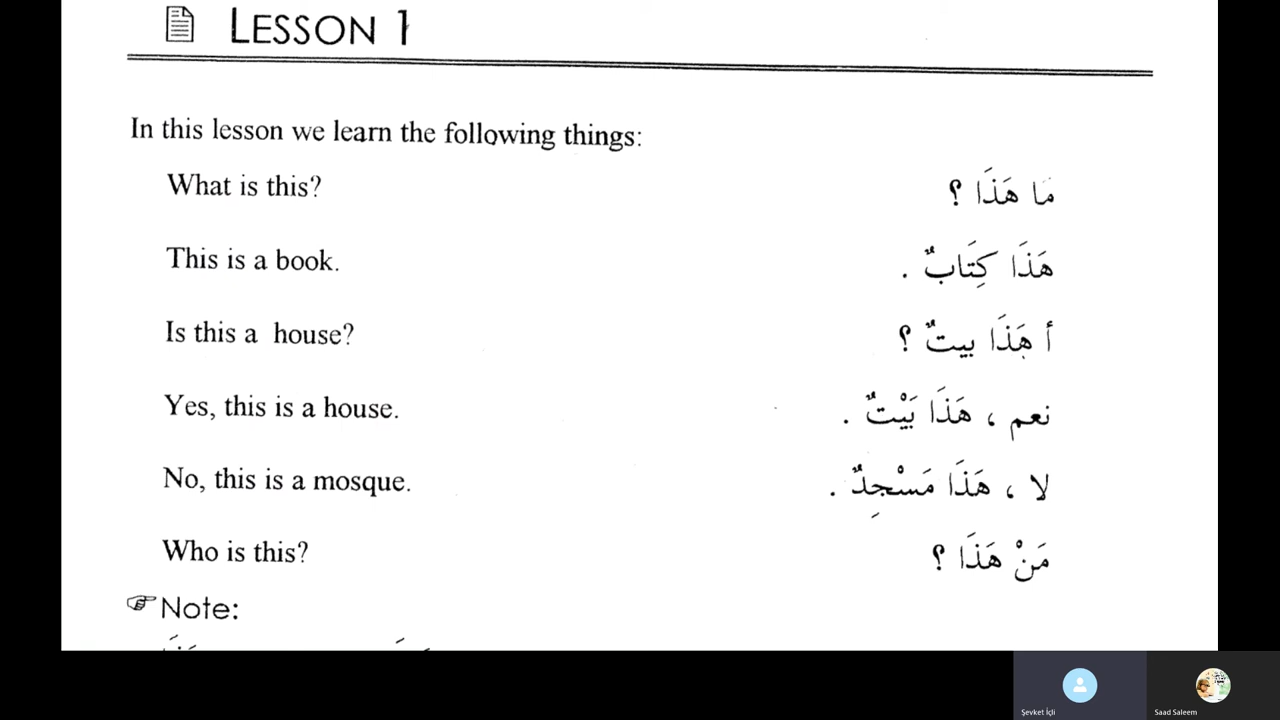 LESSON 1
In this lesson we learn the following things:
What is this? مَا هَذَا ؟
This is a book. هَذَا كِتَابٌ .
Is this a house? أ هَذَا بيتٌ ؟
Yes, this is a house. نعم ، هَذَا بَيْتٌ .
No, this is a mosque. لا ، هَذَا مَسْجِدٌ .
Who is this? مَنْ هَذَا ؟
Note:
Şevket İçli
Saad Saleem